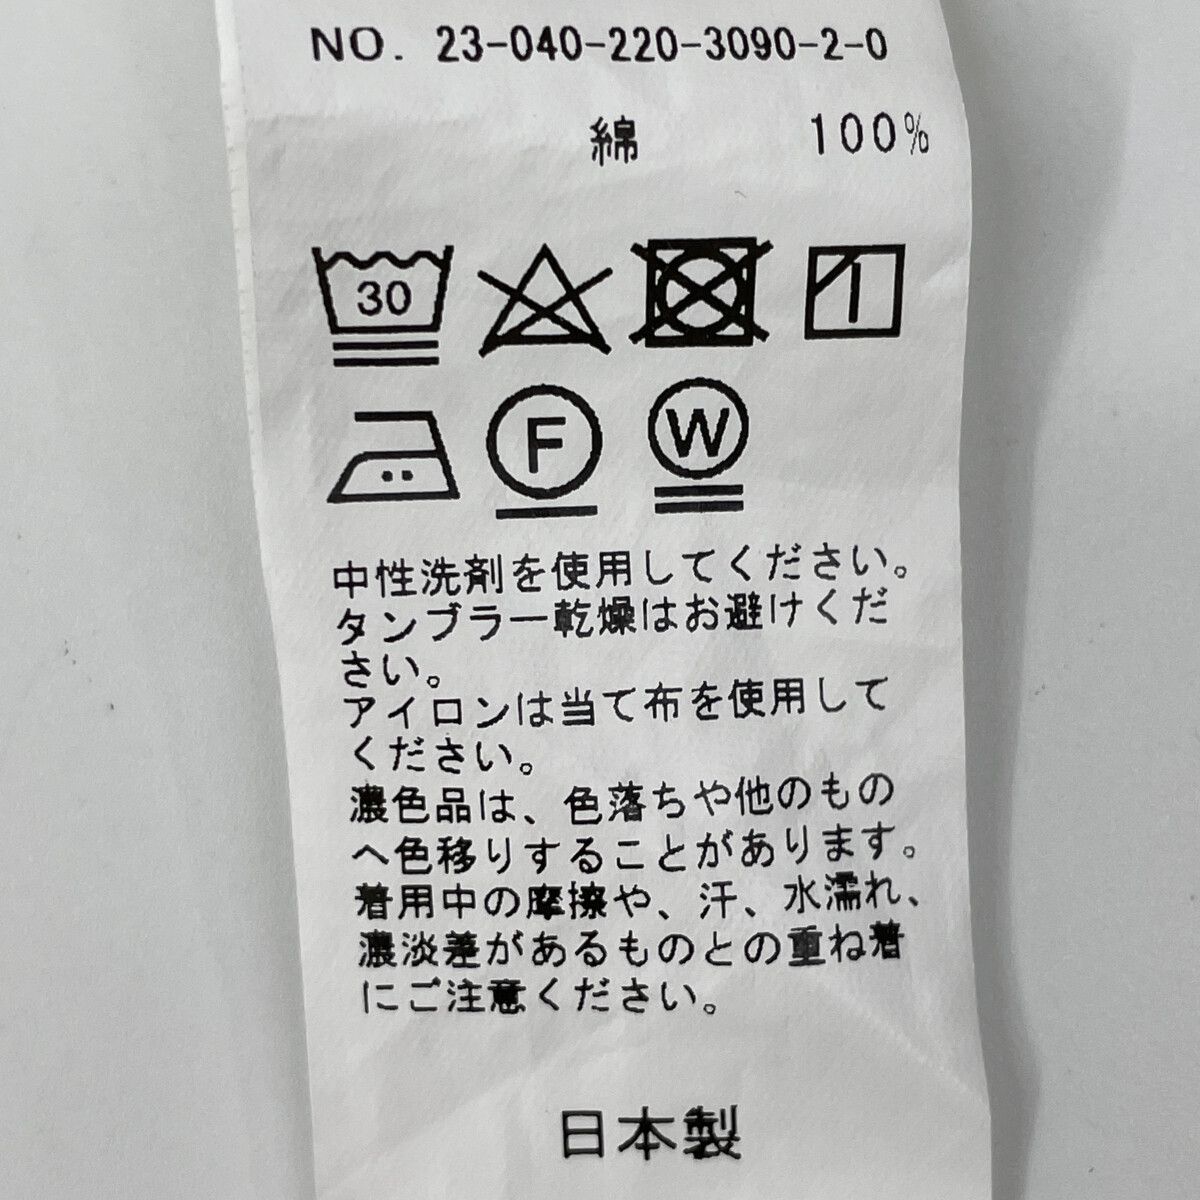 NO. 23-040-220-3090-2-0
綿 100%
30
F W
中性洗剤を使用してください。
タンブラー乾燥はお避けくだ
さい。
アイロンは当て布を使用して
ください。
濃色品は、色落ちや他のもの
へ色移りすることがあります。
着用中の摩擦や、汗、水濡れ、
濃淡差があるものとの重ね着
にご注意ください。
日本製